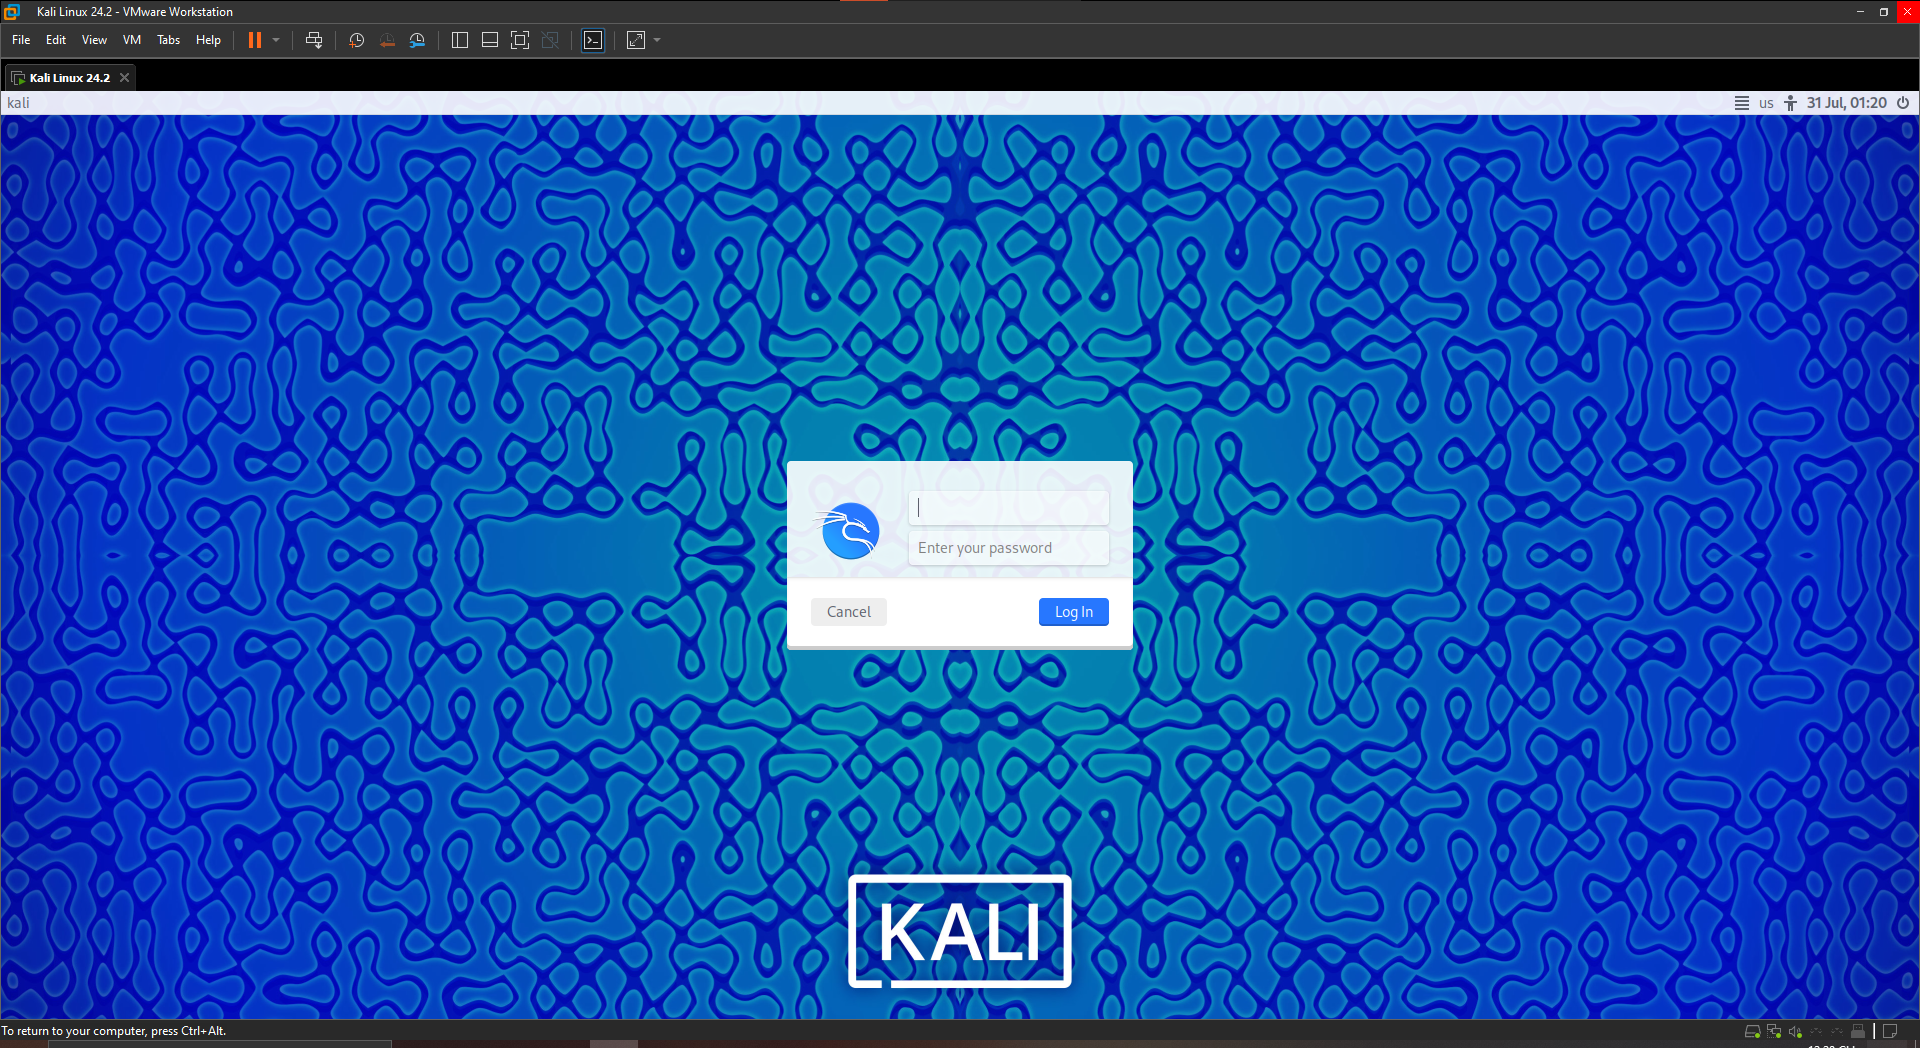 Kali Linux 24.2 - VMware Workstation
File Edit View VM Tabs Help
Kali Linux 24.2
kali
us 31 Jul, 01:20
Enter your password
Cancel Log In
KALI
To return to your computer, press Ctrl+Alt.